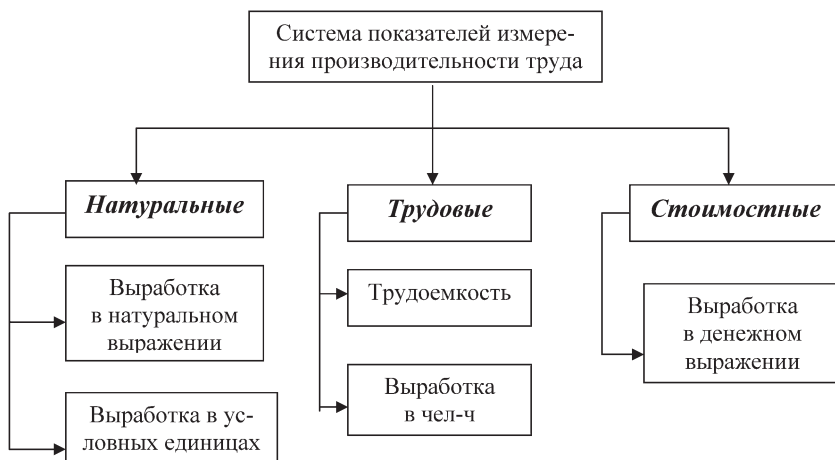 Система показателей измере-
ния производительности труда
Натуральные
Трудовые
Стоимостные
Выработка
в натуральном
выражении
Трудоемкость
Выработка
в денежном
выражении
Выработка в ус-
ловных единицах
Выработка
в чел-ч